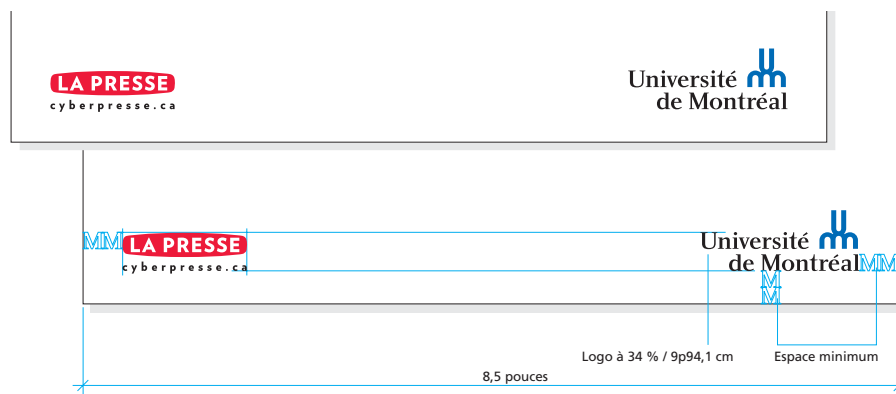 LA PRESSE
cyberpresse.ca
Université
de Montréal
MM
LA PRESSE
cyberpresse.ca
Université
de Montréal
MM
M
M
Logo à 34 % / 9p94,1 cm
Espace minimum
8,5 pouces